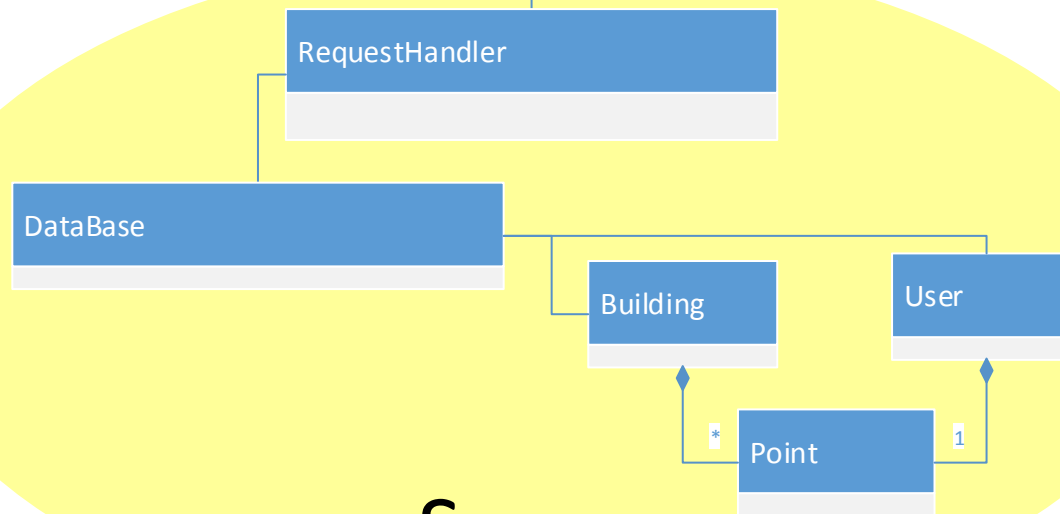 RequestHandler
DataBase
Building
User
* 1
Point